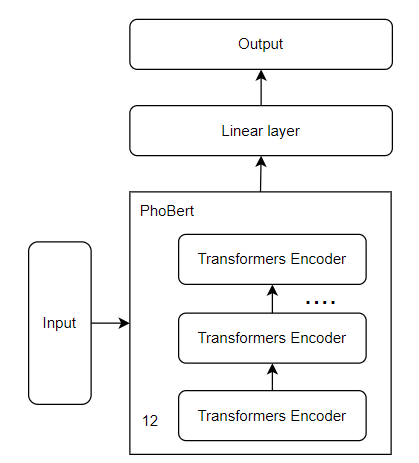 Output
Linear layer
PhoBert
Transformers Encoder
....
Input
Transformers Encoder
12
Transformers Encoder